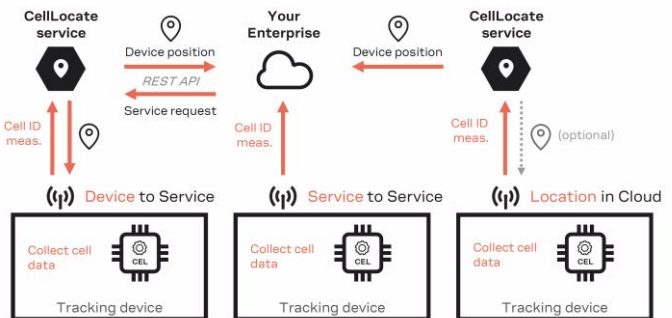 CellLocate
service
Your
Enterprise
CellLocate
service
Device position
REST API
Service request
Device position
Cell ID
meas.
Cell ID
meas.
Cell ID
meas.
(optional)
Device to Service
Service to Service
Location in Cloud
Collect cell
data
CEL
Tracking device
Collect cell
data
CEL
Tracking device
Collect cell
data
CEL
Tracking device